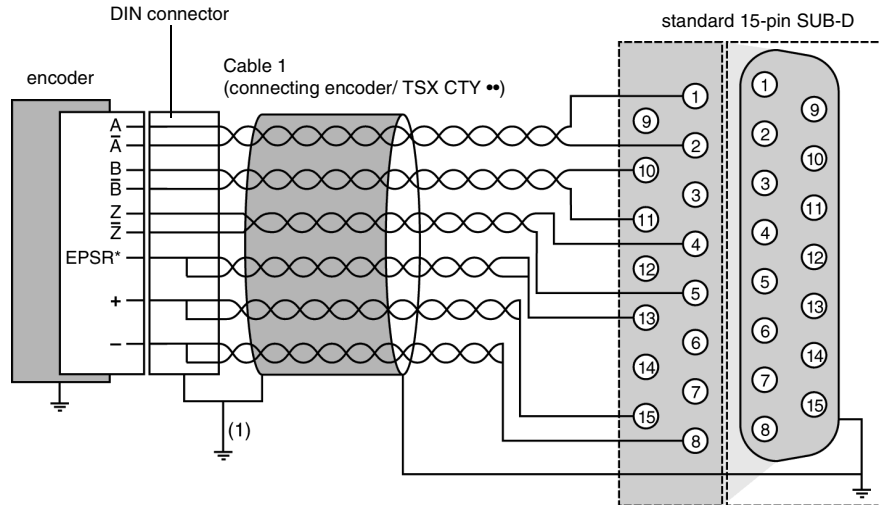 DIN connector
standard 15-pin SUB-D
encoder
Cable 1
(connecting encoder/ TSX CTY ••)
A
A̅
B
B̅
Z
Z̅
EPSR*
+
–
(1)
1
9
2
10
3
11
4
12
5
13
6
14
7
15
8
1
9
2
10
3
11
4
12
5
13
6
14
7
15
8